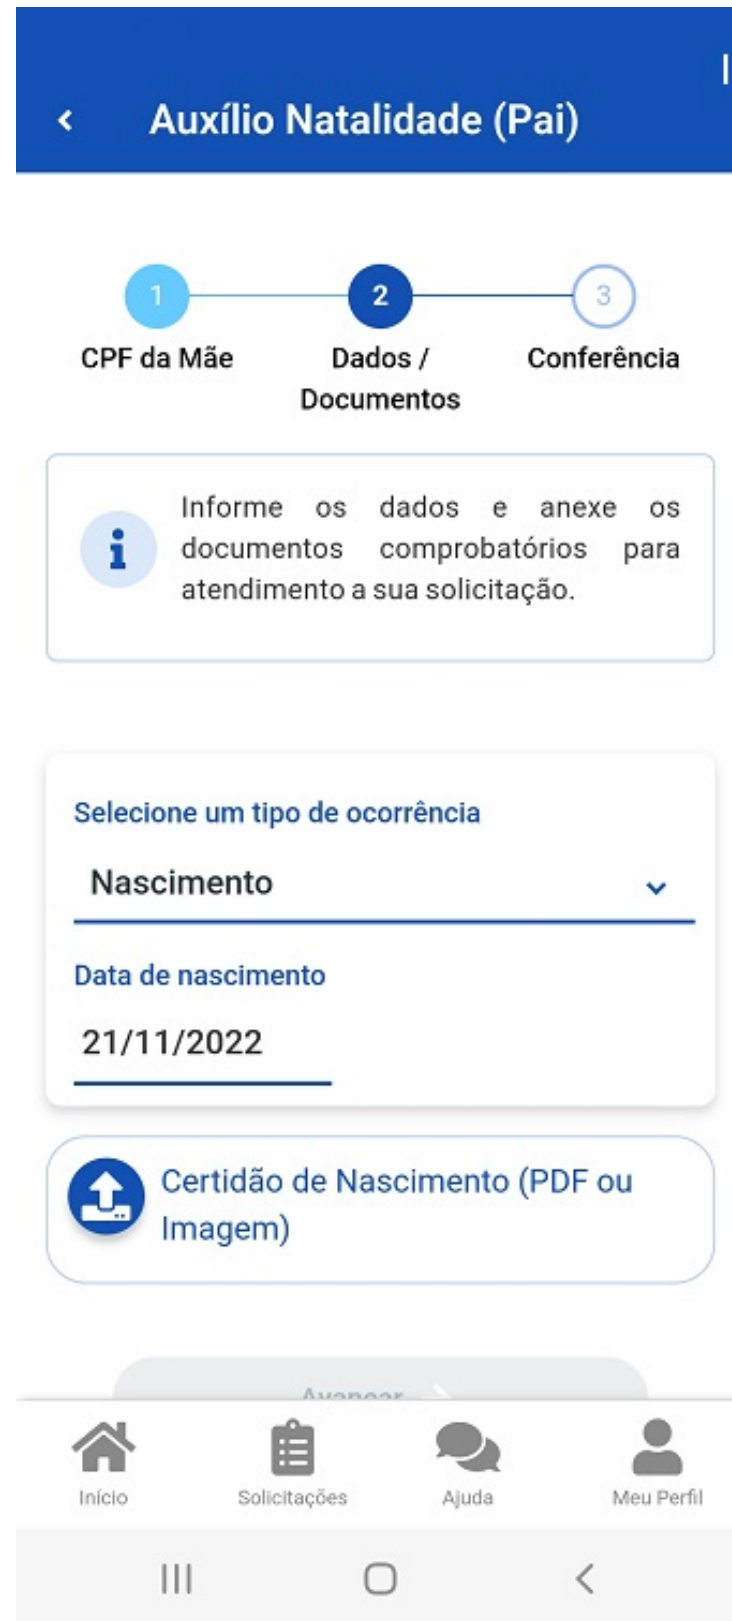 Auxílio Natalidade (Pai)
1
2
3
CPF da Mãe
Dados /
Documentos
Conferência
Informe os dados e anexe os
documentos comprobatórios para
atendimento a sua solicitação.
Selecione um tipo de ocorrência
Nascimento
Data de nascimento
21/11/2022
Certidão de Nascimento (PDF ou
Imagem)
Avançar
Início
Solicitações
Ajuda
Meu Perfil